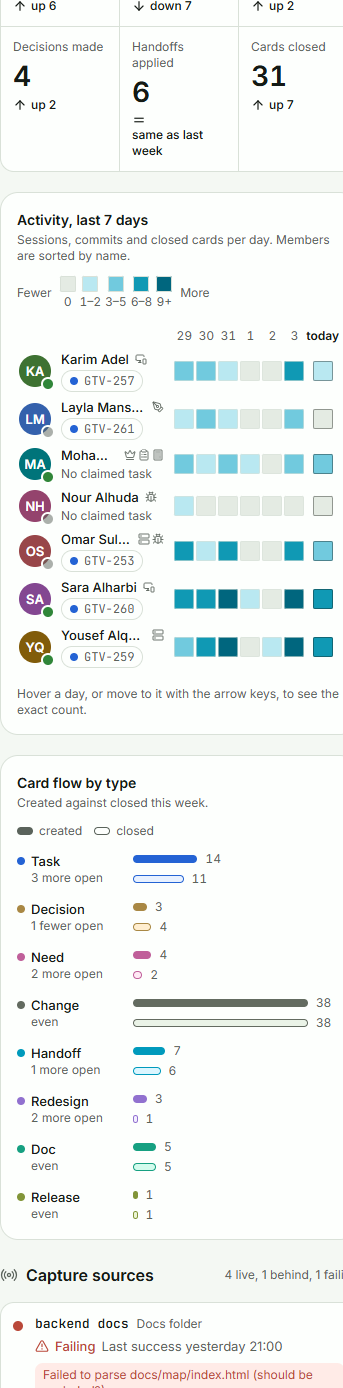 ↑ up 6
↓ down 7
↑ up 2
Decisions made
4
↑ up 2
Handoffs
applied
6
=
same as last
week
Cards closed
31
↑ up 7
Activity, last 7 days
Sessions, commits and closed cards per day. Members
are sorted by name.
Fewer 0 1–2 3–5 6–8 9+ More
29 30 31 1 2 3 today
KA Karim Adel
GTV-257
LM Layla Mans...
GTV-261
MA Moha...
No claimed task
NH Nour Alhuda
No claimed task
OS Omar Sul...
GTV-253
SA Sara Alharbi
GTV-260
YQ Yousef Alq...
GTV-259
Hover a day, or move to it with the arrow keys, to see the
exact count.
Card flow by type
Created against closed this week.
created closed
Task 14
3 more open 11
Decision 3
1 fewer open 4
Need 4
2 more open 2
Change 38
even 38
Handoff 7
1 more open 6
Redesign 3
2 more open 1
Doc 5
even 5
Release 1
even 1
Capture sources 4 live, 1 behind, 1 faili
backend docs Docs folder
Failing Last success yesterday 21:00
Failed to parse docs/map/index.html (should be